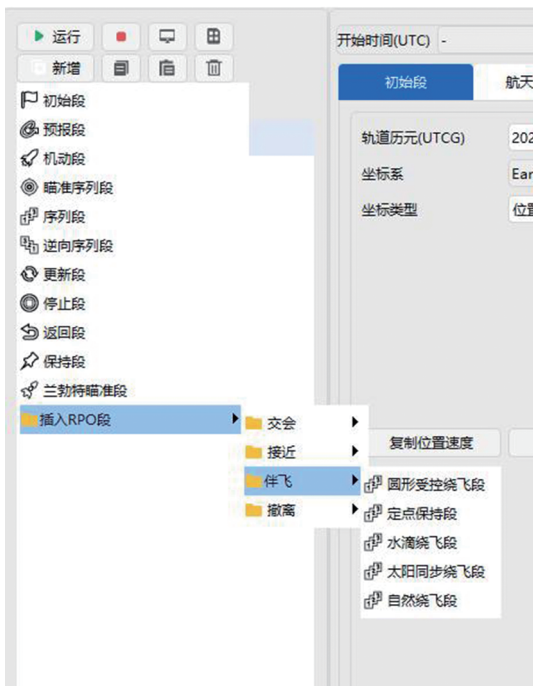 运行
新增
初始段
预报段
机动段
瞄准序列段
序列段
逆向序列段
更新段
停止段
返回段
保持段
兰勃特瞄准段
插入RPO段
交会
接近
伴飞
撤离
圆形受控绕飞段
定点保持段
水滴绕飞段
太阳同步绕飞段
自然绕飞段
开始时间(UTC) -
初始段 航天
轨道历元(UTCG) 202
坐标系 Ear
坐标类型 位置
复制位置速度